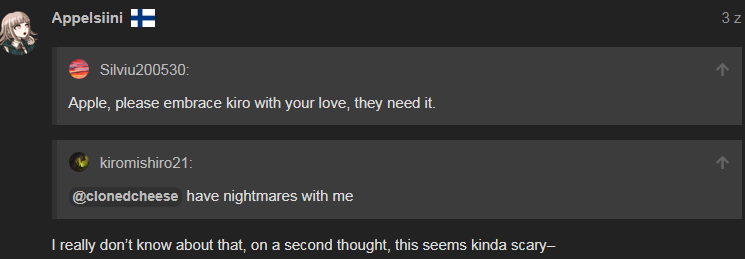 Appelsiini
3 z
Silviu200530:
Apple, please embrace kiro with your love, they need it.
kiromishiro21:
@clonedcheese have nightmares with me
I really don’t know about that, on a second thought, this seems kinda scary–